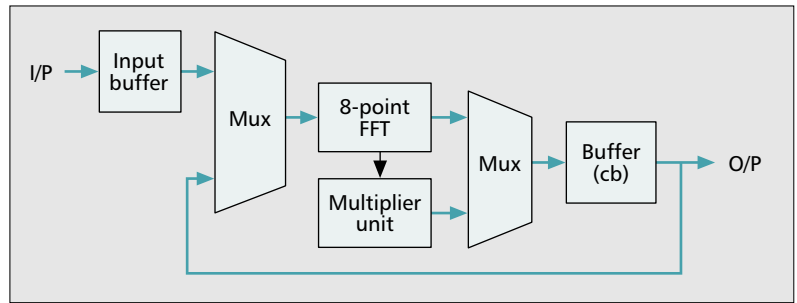 I/P
Input
buffer
Mux
8-point
FFT
Multiplier
unit
Mux
Buffer
(cb)
O/P